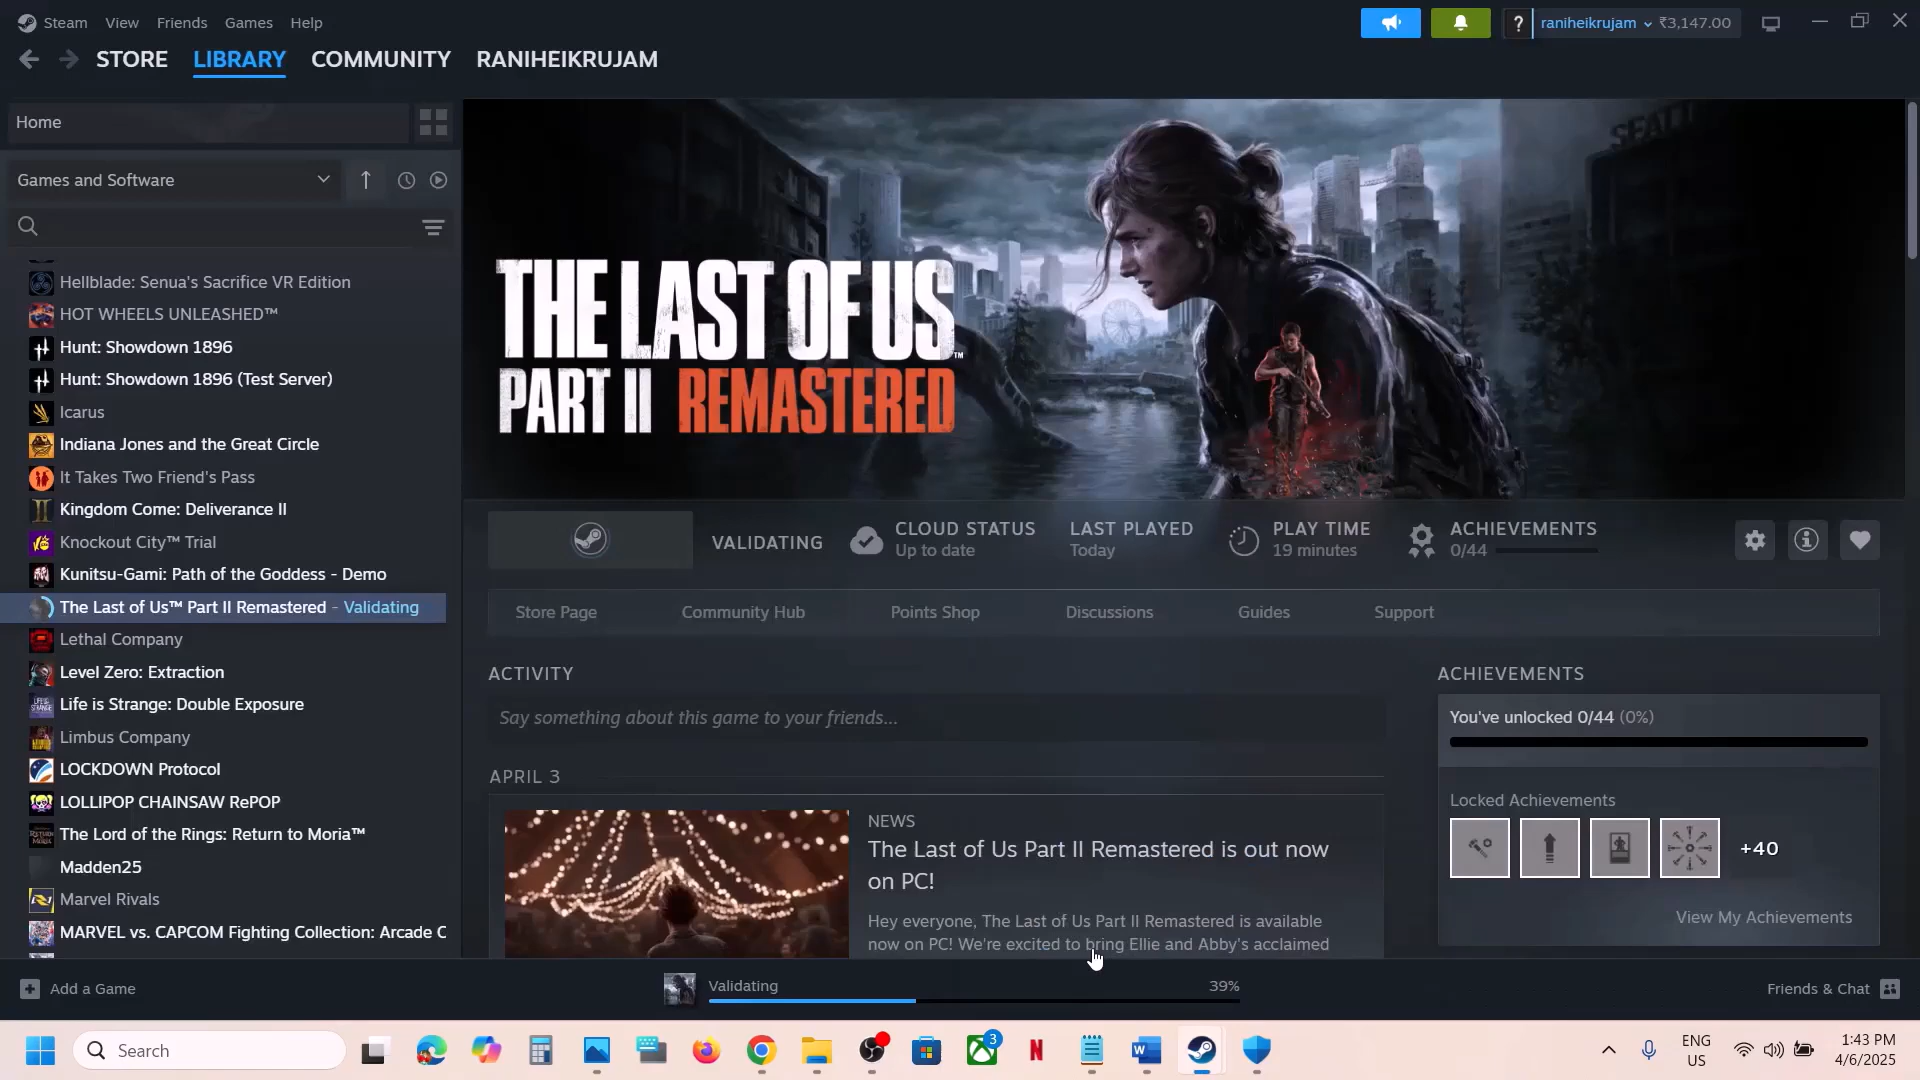 Steam View Friends Games Help
? raniheikrujam ₹3,147.00
STORE LIBRARY COMMUNITY RANIHEIKRUJAM
Home
Games and Software
Hellblade: Senua's Sacrifice VR Edition
HOT WHEELS UNLEASHED™
Hunt: Showdown 1896
Hunt: Showdown 1896 (Test Server)
Icarus
Indiana Jones and the Great Circle
It Takes Two Friend's Pass
Kingdom Come: Deliverance II
Knockout City™ Trial
Kunitsu-Gami: Path of the Goddess - Demo
The Last of Us™ Part II Remastered - Validating
Lethal Company
Level Zero: Extraction
Life is Strange: Double Exposure
Limbus Company
LOCKDOWN Protocol
LOLLIPOP CHAINSAW RePOP
The Lord of the Rings: Return to Moria™
Madden25
Marvel Rivals
MARVEL vs. CAPCOM Fighting Collection: Arcade C
SEATTLE
THE LAST OF US™
PART II REMASTERED
VALIDATING
CLOUD STATUS
Up to date
LAST PLAYED
Today
PLAY TIME
19 minutes
ACHIEVEMENTS
0/44
Store Page Community Hub Points Shop Discussions Guides Support
ACTIVITY
Say something about this game to your friends...
APRIL 3
NEWS
The Last of Us Part II Remastered is out now
on PC!
Hey everyone, The Last of Us Part II Remastered is available
now on PC! We're excited to bring Ellie and Abby's acclaimed
ACHIEVEMENTS
You've unlocked 0/44 (0%)
Locked Achievements
+40
View My Achievements
Add a Game
Validating 39%
Friends & Chat
Search
3
N
W
ENG
US
1:43 PM
4/6/2025